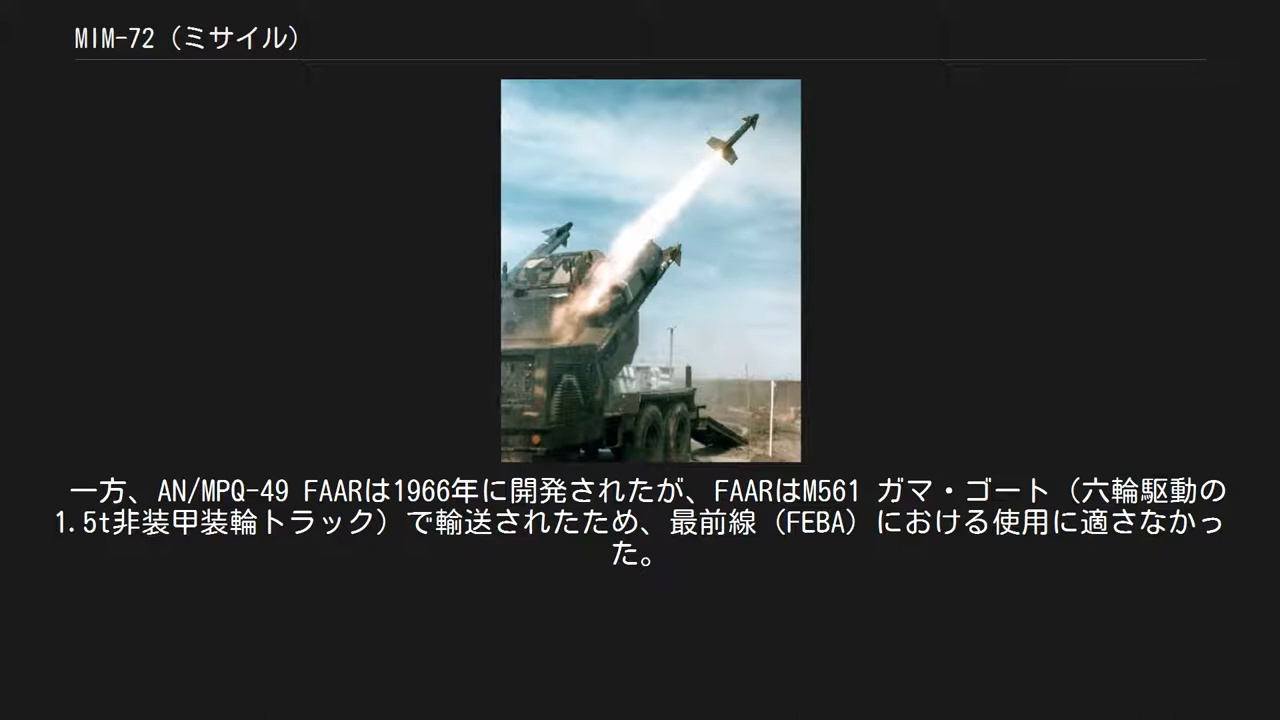 MIM-72（ミサイル）
一方、AN/MPQ-49 FAARは1966年に開発されたが、FAARはM561 ガマ・ゴート（六輪駆動の
1.5t非装甲装輪トラック）で輸送されたため、最前線（FEBA）における使用に適さなかっ
た。